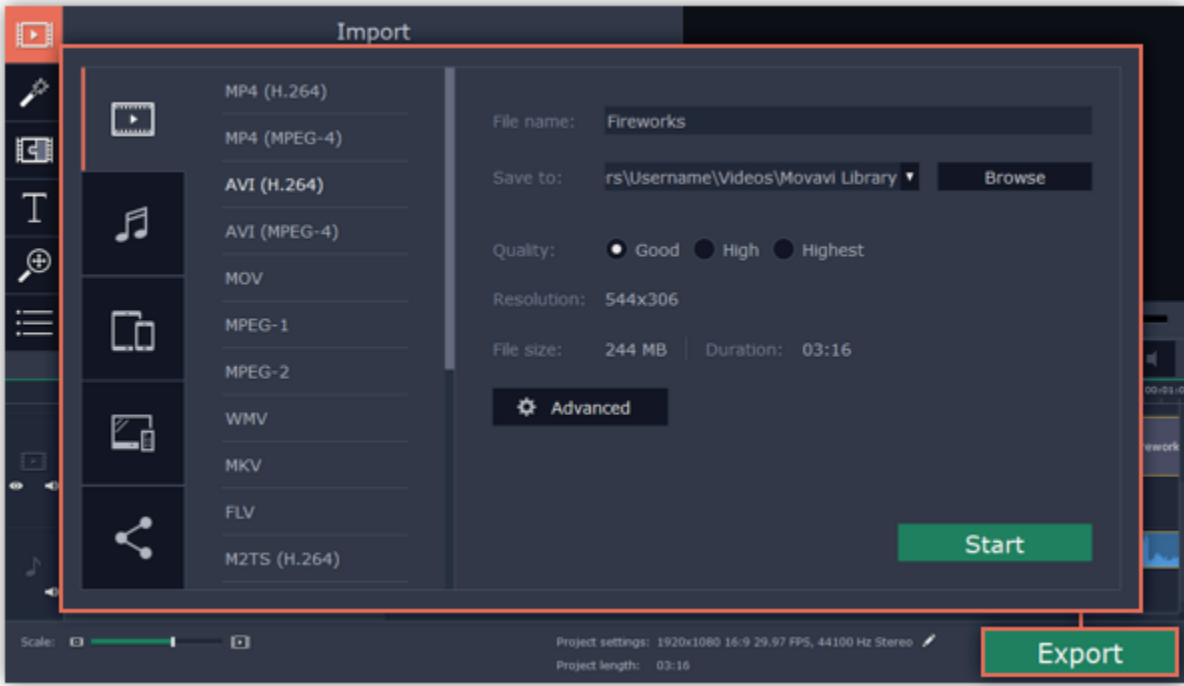 Import
MP4 (H.264)
MP4 (MPEG-4)
AVI (H.264)
AVI (MPEG-4)
MOV
MPEG-1
MPEG-2
WMV
MKV
FLV
M2TS (H.264)
File name: Fireworks
Save to: rs\Username\Videos\Movavi Library Browse
Quality: Good High Highest
Resolution: 544x306
File size: 244 MB Duration: 03:16
Advanced
Start
T
Scale:
Project settings: 1920x1080 16:9 29.97 FPS, 44100 Hz Stereo
Project length: 03:16
Export